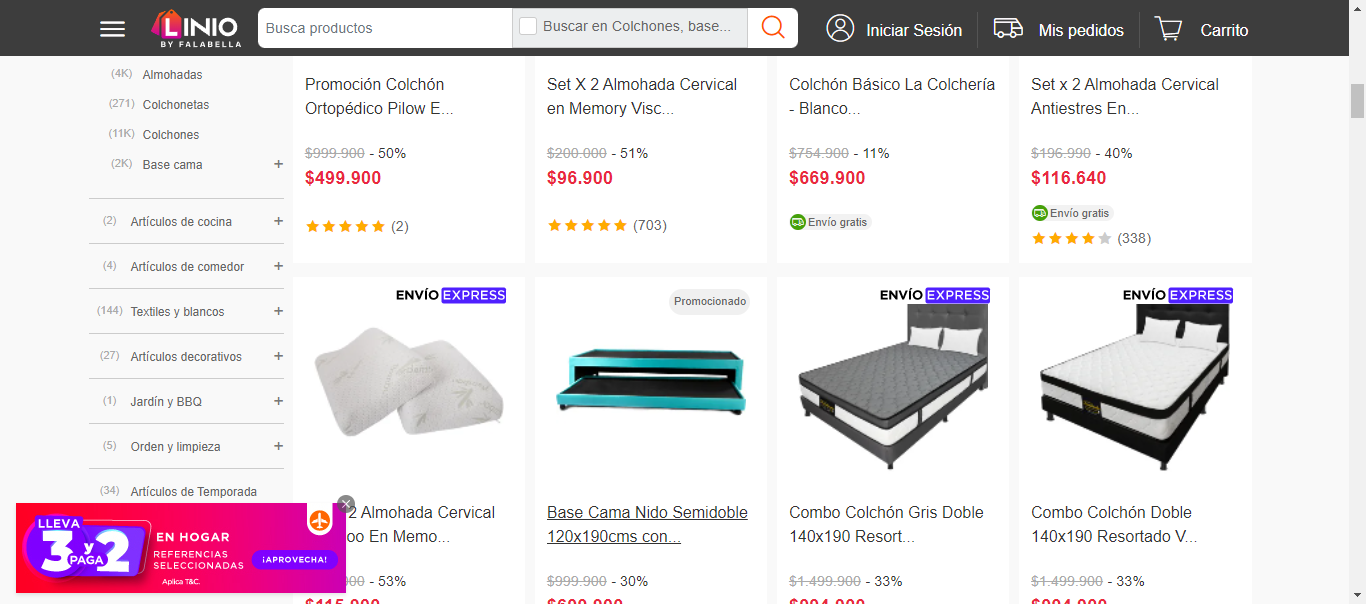 LINIO
BY FALABELLA
Busca productos
Buscar en Colchones, base...
Iniciar Sesión
Mis pedidos
Carrito
(4K) Almohadas
(271) Colchonetas
(11K) Colchones
(2K) Base cama +
(2) Artículos de cocina +
(4) Artículos de comedor +
(144) Textiles y blancos +
(27) Artículos decorativos +
(1) Jardín y BBQ +
(5) Orden y limpieza +
(34) Artículos de Temporada
Promoción Colchón
Ortopédico Pilow E...
$999.900 - 50%
$499.900
(2)
Set X 2 Almohada Cervical
en Memory Visc...
$200.000 - 51%
$96.900
(703)
Colchón Básico La Colchería
- Blanco...
$754.900 - 11%
$669.900
Envío gratis
Set x 2 Almohada Cervical
Antiestres En...
$196.990 - 40%
$116.640
Envío gratis
(338)
ENVÍO EXPRESS
2 Almohada Cervical
oo En Memo...
000 - 53%
$115.900
Promocionado
Base Cama Nido Semidoble
120x190cms con...
$999.900 - 30%
$699.900
ENVÍO EXPRESS
Combo Colchón Gris Doble
140x190 Resort...
$1.499.900 - 33%
$994.900
ENVÍO EXPRESS
Combo Colchón Doble
140x190 Resortado V...
$1.499.900 - 33%
$994.900
LLEVA
3 y 2
PAGA
EN HOGAR
REFERENCIAS
SELECCIONADAS
Aplica T&C.
¡APROVECHA!